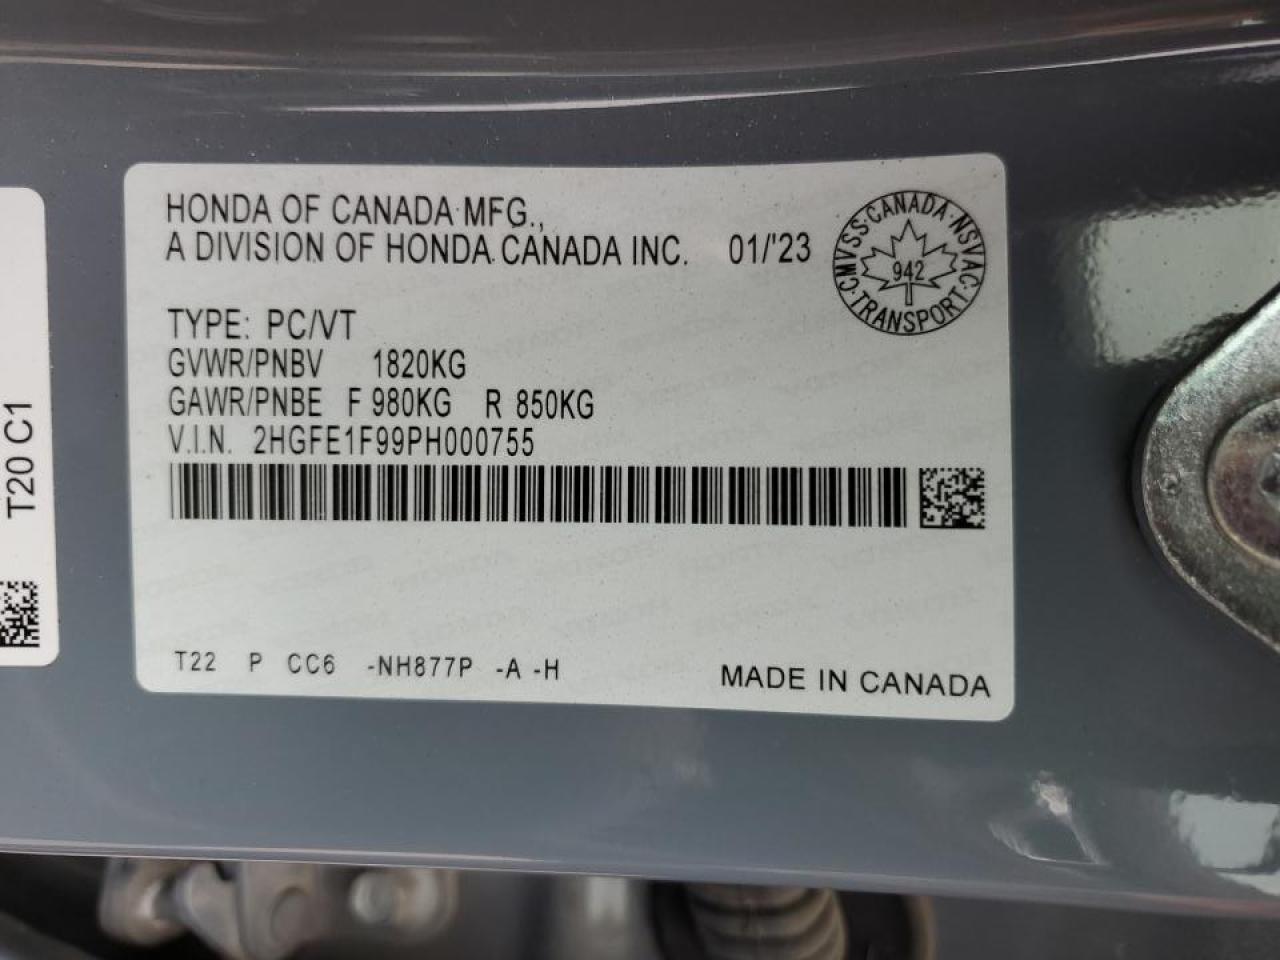 HONDA OF CANADA MFG.,
A DIVISION OF HONDA CANADA INC. 01/'23
CMVSS·CANADA·NSVAC·TRANSPORT·
942
TYPE: PC/VT
GVWR/PNBV 1820KG
GAWR/PNBE F 980KG R 850KG
V.I.N. 2HGFE1F99PH000755
T22 P CC6 -NH877P -A -H
MADE IN CANADA
T20 C1